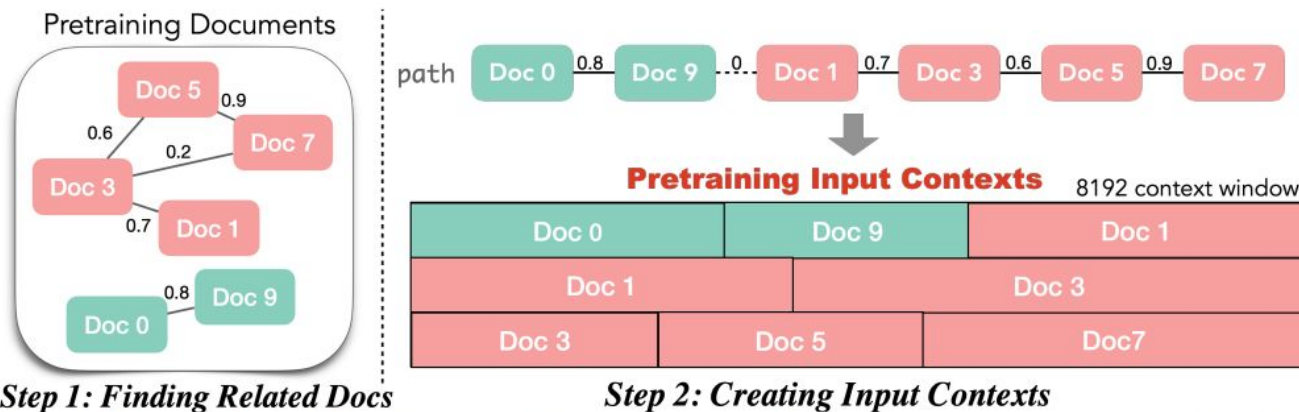 Pretraining Documents
Doc 5
0.9
0.6
Doc 7
0.2
Doc 3
0.7
Doc 1
0.8
Doc 9
Doc 0
Step 1: Finding Related Docs
path Doc 0 0.8 Doc 9 0 Doc 1 0.7 Doc 3 0.6 Doc 5 0.9 Doc 7
Pretraining Input Contexts
8192 context window
Doc 0 Doc 9 Doc 1
Doc 1 Doc 3
Doc 3 Doc 5 Doc7
Step 2: Creating Input Contexts